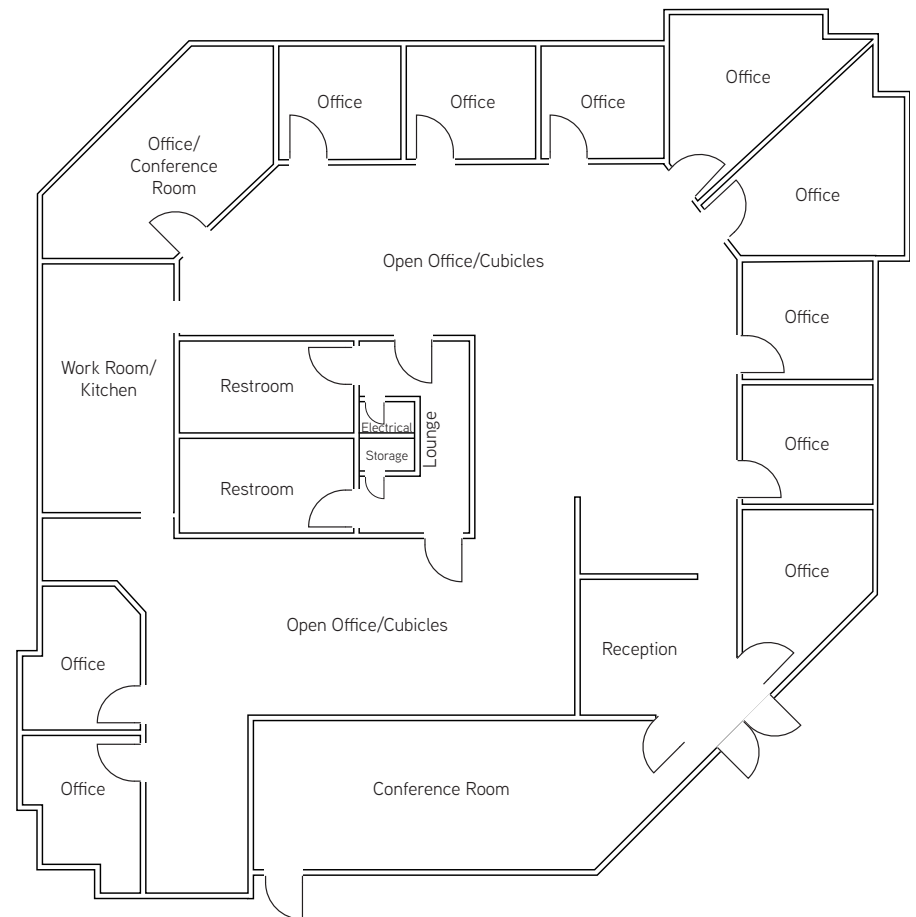 Office
Office
Office
Office
Office/
Conference
Room
Office
Open Office/Cubicles
Office
Work Room/
Kitchen
Restroom
Electrical
Lounge
Office
Storage
Restroom
Office
Open Office/Cubicles
Reception
Office
Office
Conference Room